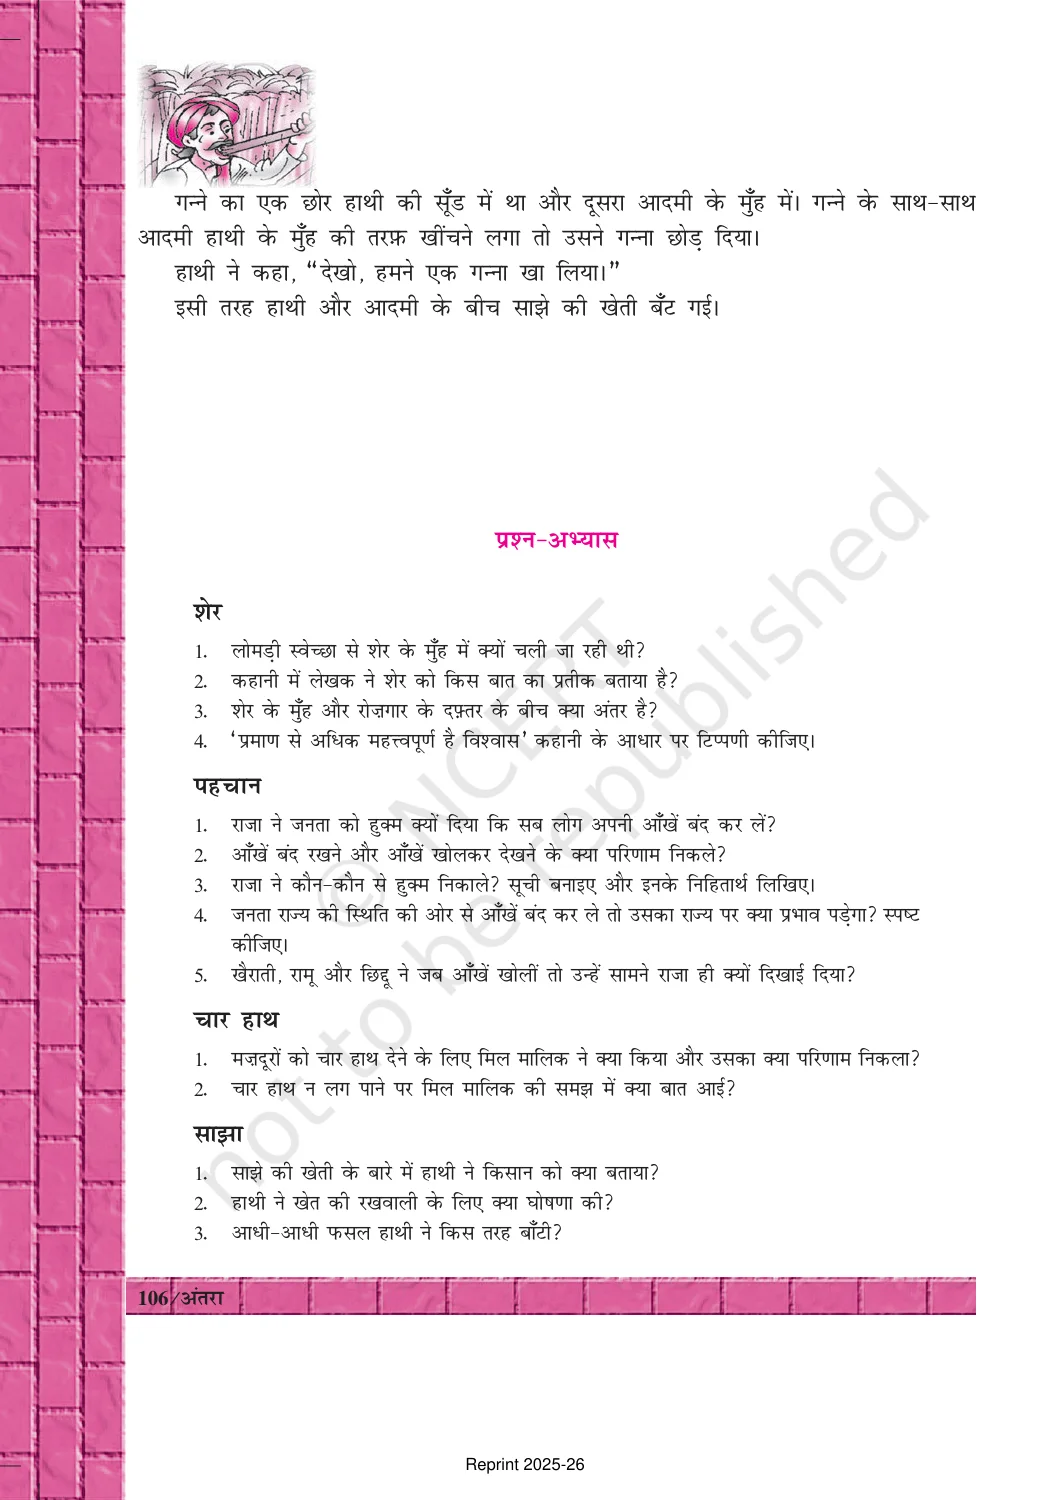 गन्ने का एक छोर हाथी की सूँड में था और दूसरा आदमी के मुँह में। गन्ने के साथ-साथ
आदमी हाथी के मुँह की तरफ़ खींचने लगा तो उसने गन्ना छोड़ दिया।
हाथी ने कहा, “देखो, हमने एक गन्ना खा लिया।”
इसी तरह हाथी और आदमी के बीच साझे की खेती बँट गई।
प्रश्न-अभ्यास
शेर
1. लोमड़ी स्वेच्छा से शेर के मुँह में क्यों चली जा रही थी?
2. कहानी में लेखक ने शेर को किस बात का प्रतीक बताया है?
3. शेर के मुँह और रोज़गार के दफ़्तर के बीच क्या अंतर है?
4. ‘प्रमाण से अधिक महत्त्वपूर्ण है विश्वास’ कहानी के आधार पर टिप्पणी कीजिए।
पहचान
1. राजा ने जनता को हुक्म क्यों दिया कि सब लोग अपनी आँखें बंद कर लें?
2. आँखें बंद रखने और आँखें खोलकर देखने के क्या परिणाम निकले?
3. राजा ने कौन-कौन से हुक्म निकाले? सूची बनाइए और इनके निहितार्थ लिखिए।
4. जनता राज्य की स्थिति की ओर से आँखें बंद कर ले तो उसका राज्य पर क्या प्रभाव पड़ेगा? स्पष्ट
कीजिए।
5. खैराती, रामू और छिद्दू ने जब आँखें खोलीं तो उन्हें सामने राजा ही क्यों दिखाई दिया?
चार हाथ
1. मज़दूरों को चार हाथ देने के लिए मिल मालिक ने क्या किया और उसका क्या परिणाम निकला?
2. चार हाथ न लग पाने पर मिल मालिक की समझ में क्या बात आई?
साझा
1. साझे की खेती के बारे में हाथी ने किसान को क्या बताया?
2. हाथी ने खेत की रखवाली के लिए क्या घोषणा की?
3. आधी-आधी फसल हाथी ने किस तरह बाँटी?
© NCERT
not to be republished
106/अंतरा
Reprint 2025-26